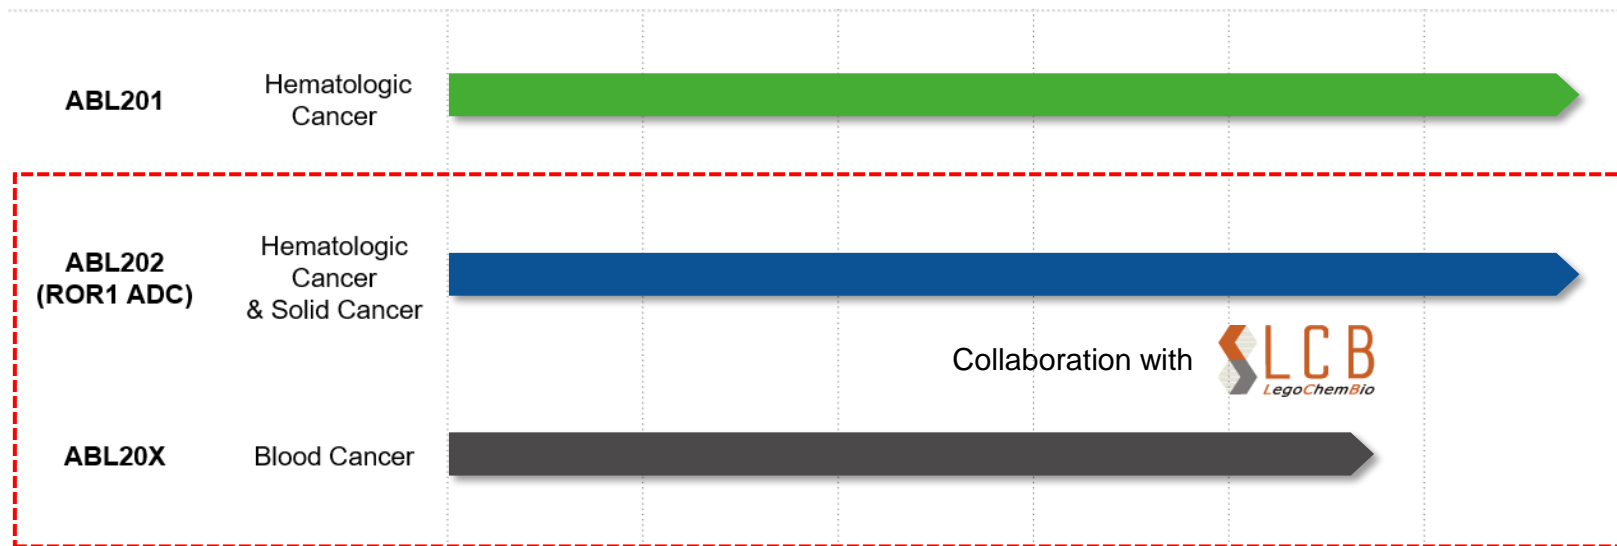 ABL201
Hematologic
Cancer
ABL202
(ROR1 ADC)
Hematologic
Cancer
& Solid Cancer
Collaboration with
LCB
LegoChemBio
ABL20X
Blood Cancer